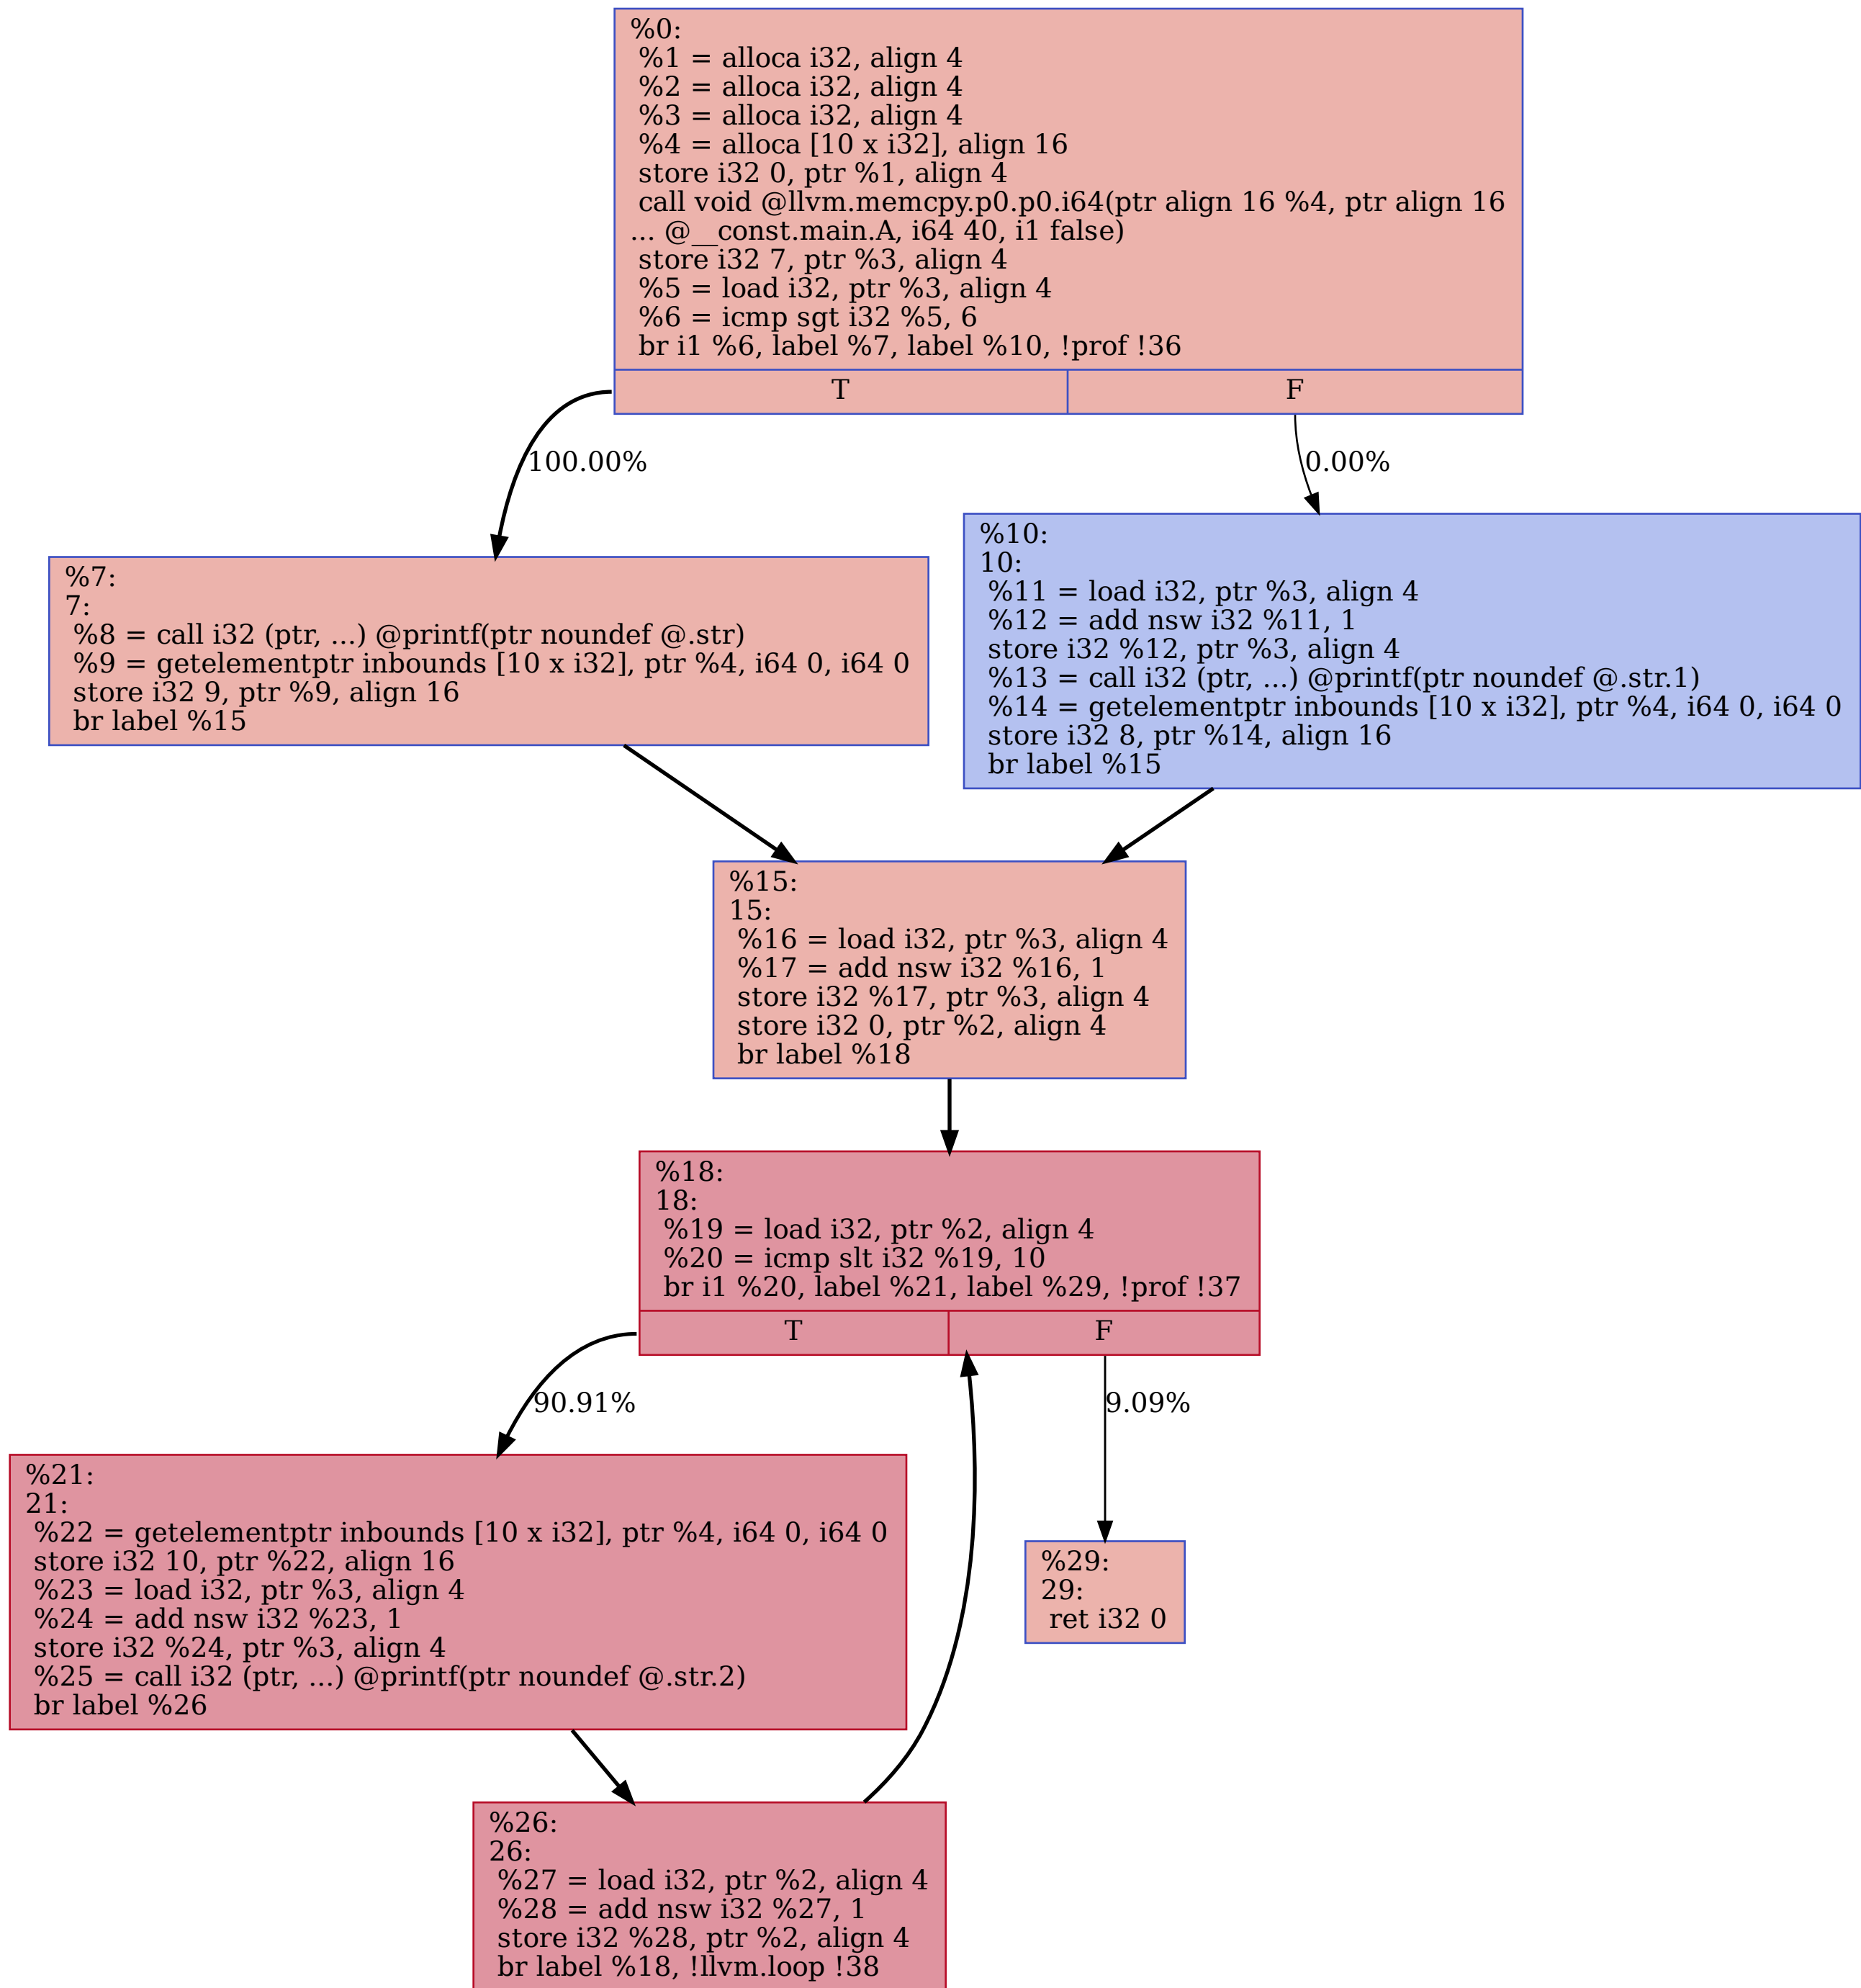 %0:
%1 = alloca i32, align 4
%2 = alloca i32, align 4
%3 = alloca i32, align 4
%4 = alloca [10 x i32], align 16
store i32 0, ptr %1, align 4
call void @llvm.memcpy.p0.p0.i64(ptr align 16 %4, ptr align 16
... @__const.main.A, i64 40, i1 false)
store i32 7, ptr %3, align 4
%5 = load i32, ptr %3, align 4
%6 = icmp sgt i32 %5, 6
br i1 %6, label %7, label %10, !prof !36
T
F
100.00%
0.00%
%7:
7:
%8 = call i32 (ptr, ...) @printf(ptr noundef @.str)
%9 = getelementptr inbounds [10 x i32], ptr %4, i64 0, i64 0
store i32 9, ptr %9, align 16
br label %15
%10:
10:
%11 = load i32, ptr %3, align 4
%12 = add nsw i32 %11, 1
store i32 %12, ptr %3, align 4
%13 = call i32 (ptr, ...) @printf(ptr noundef @.str.1)
%14 = getelementptr inbounds [10 x i32], ptr %4, i64 0, i64 0
store i32 8, ptr %14, align 16
br label %15
%15:
15:
%16 = load i32, ptr %3, align 4
%17 = add nsw i32 %16, 1
store i32 %17, ptr %3, align 4
store i32 0, ptr %2, align 4
br label %18
%18:
18:
%19 = load i32, ptr %2, align 4
%20 = icmp slt i32 %19, 10
br i1 %20, label %21, label %29, !prof !37
T
F
90.91%
9.09%
%21:
21:
%22 = getelementptr inbounds [10 x i32], ptr %4, i64 0, i64 0
store i32 10, ptr %22, align 16
%23 = load i32, ptr %3, align 4
%24 = add nsw i32 %23, 1
store i32 %24, ptr %3, align 4
%25 = call i32 (ptr, ...) @printf(ptr noundef @.str.2)
br label %26
%29:
29:
ret i32 0
%26:
26:
%27 = load i32, ptr %2, align 4
%28 = add nsw i32 %27, 1
store i32 %28, ptr %2, align 4
br label %18, !llvm.loop !38